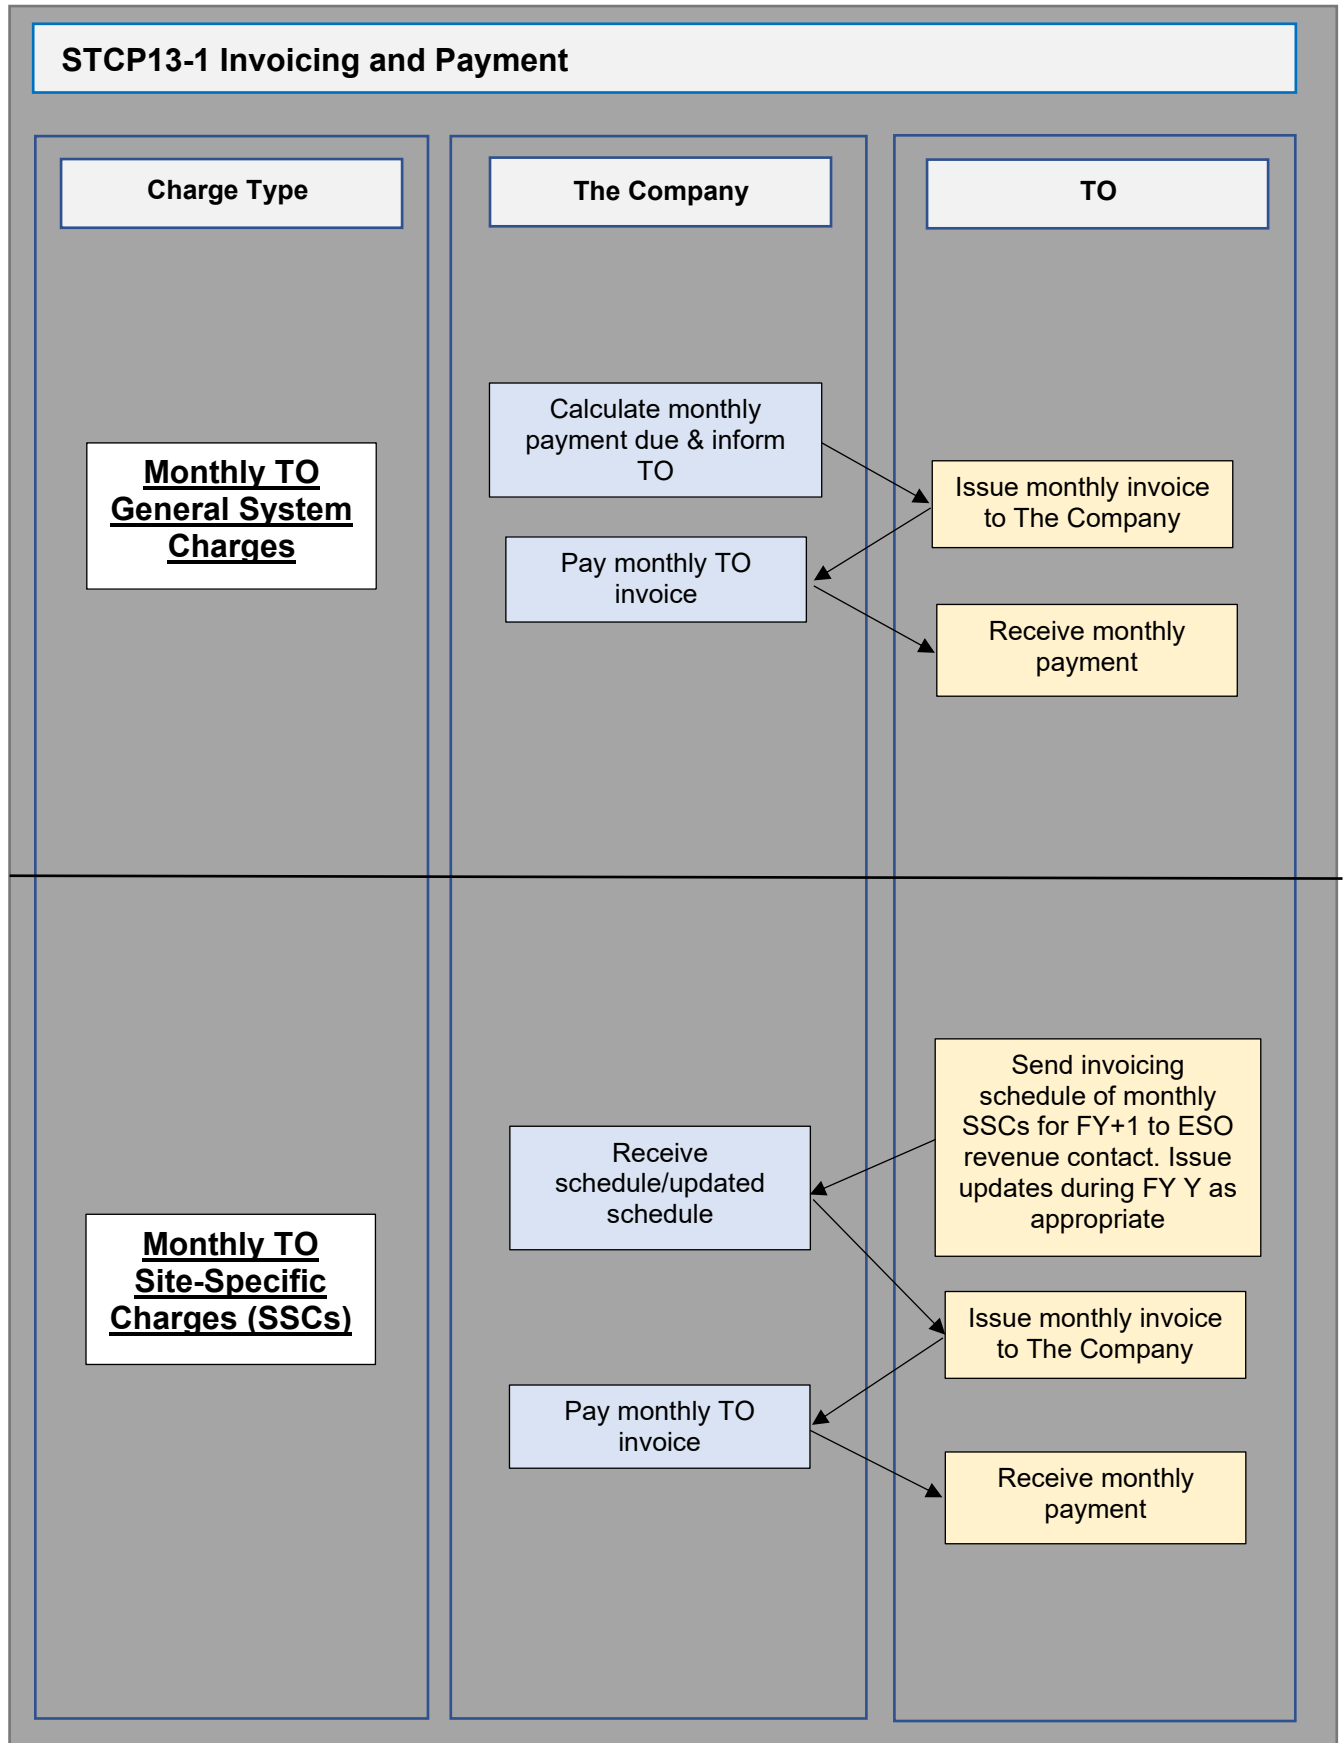 STCP13-1 Invoicing and Payment
Charge Type
The Company
TO
Calculate monthly
payment due & inform
TO
Monthly TO
General System
Charges
Issue monthly invoice
to The Company
Pay monthly TO
invoice
Receive monthly
payment
Send invoicing
schedule of monthly
SSCs for FY+1 to ESO
revenue contact. Issue
updates during FY Y as
appropriate
Receive
schedule/updated
schedule
Monthly TO
Site-Specific
Charges (SSCs)
Issue monthly invoice
to The Company
Pay monthly TO
invoice
Receive monthly
payment